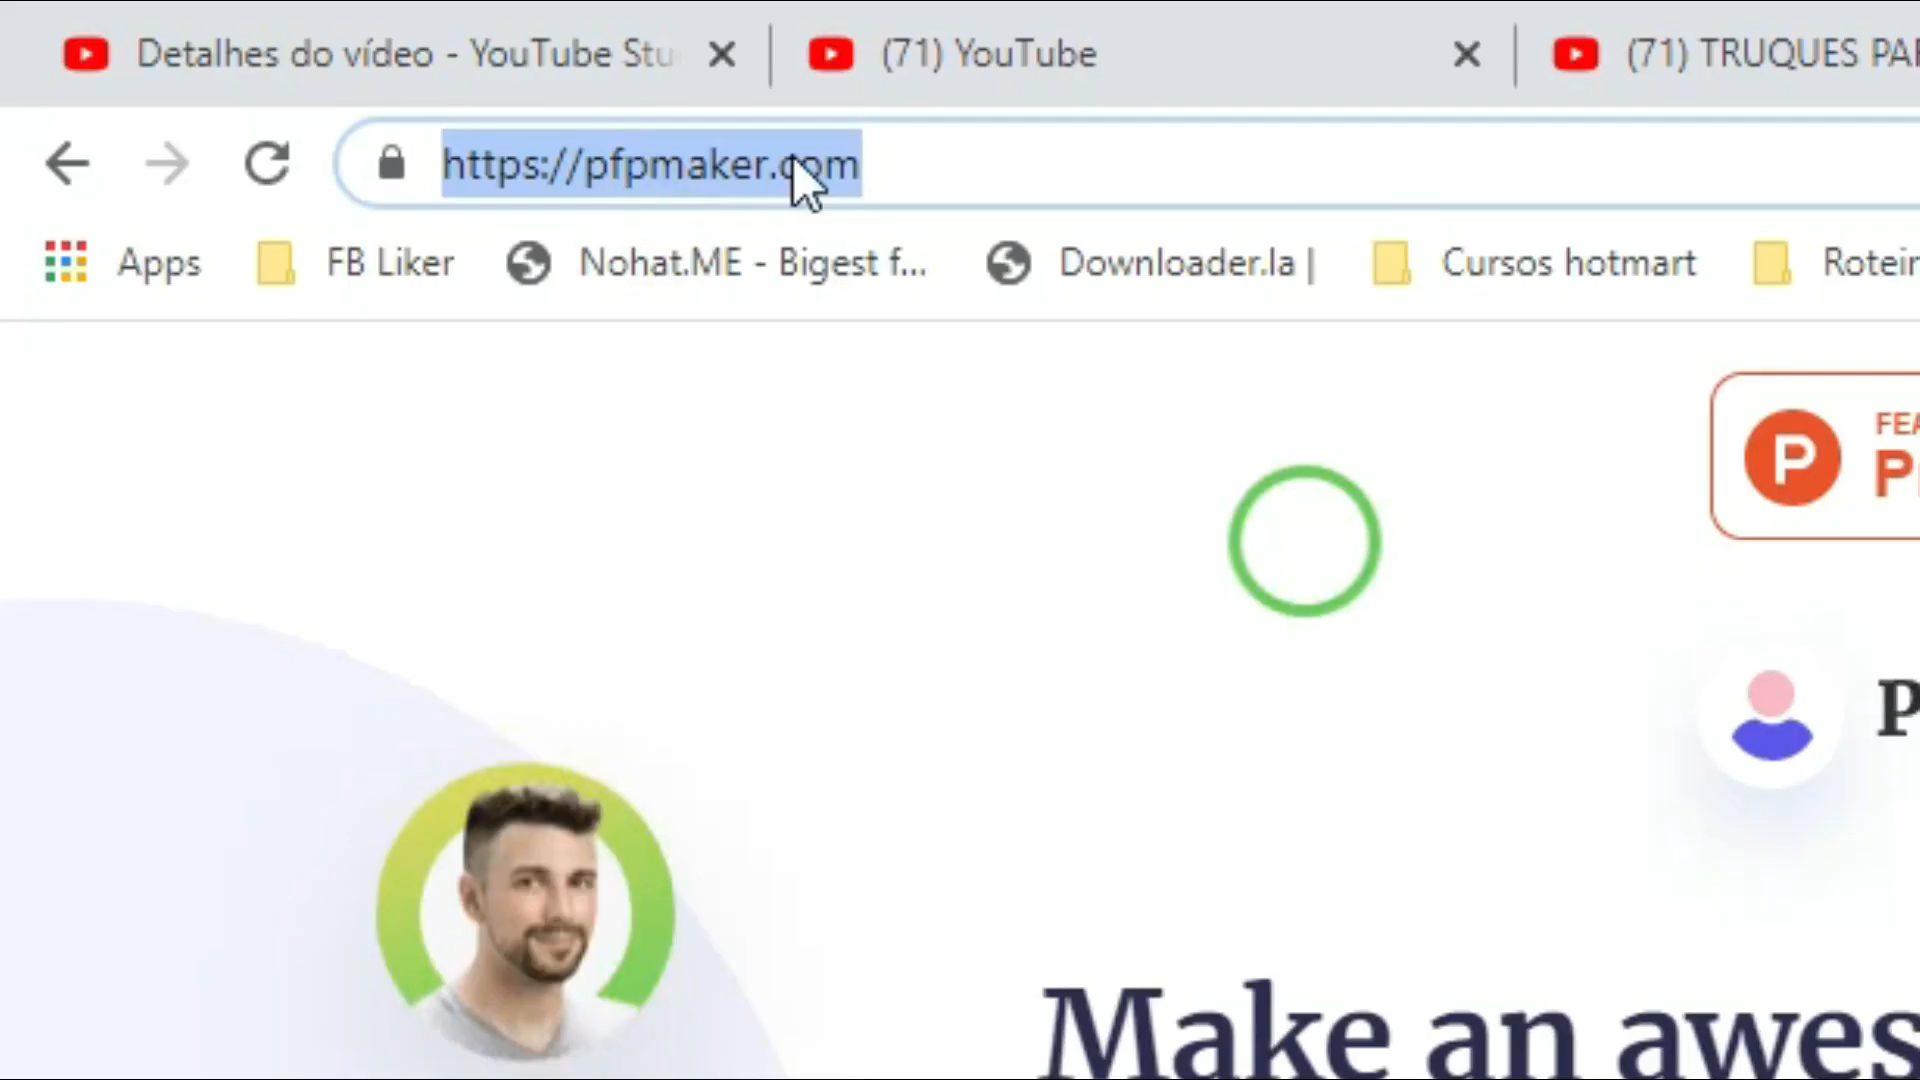 Detalhes do vídeo - YouTube Stu
(71) YouTube
(71) TRUQUES PAR
https://pfpmaker.com
Apps
FB Liker
Nohat.ME - Bigest f...
Downloader.la |
Cursos hotmart
Roteir
P
FEA
P
Make an awes